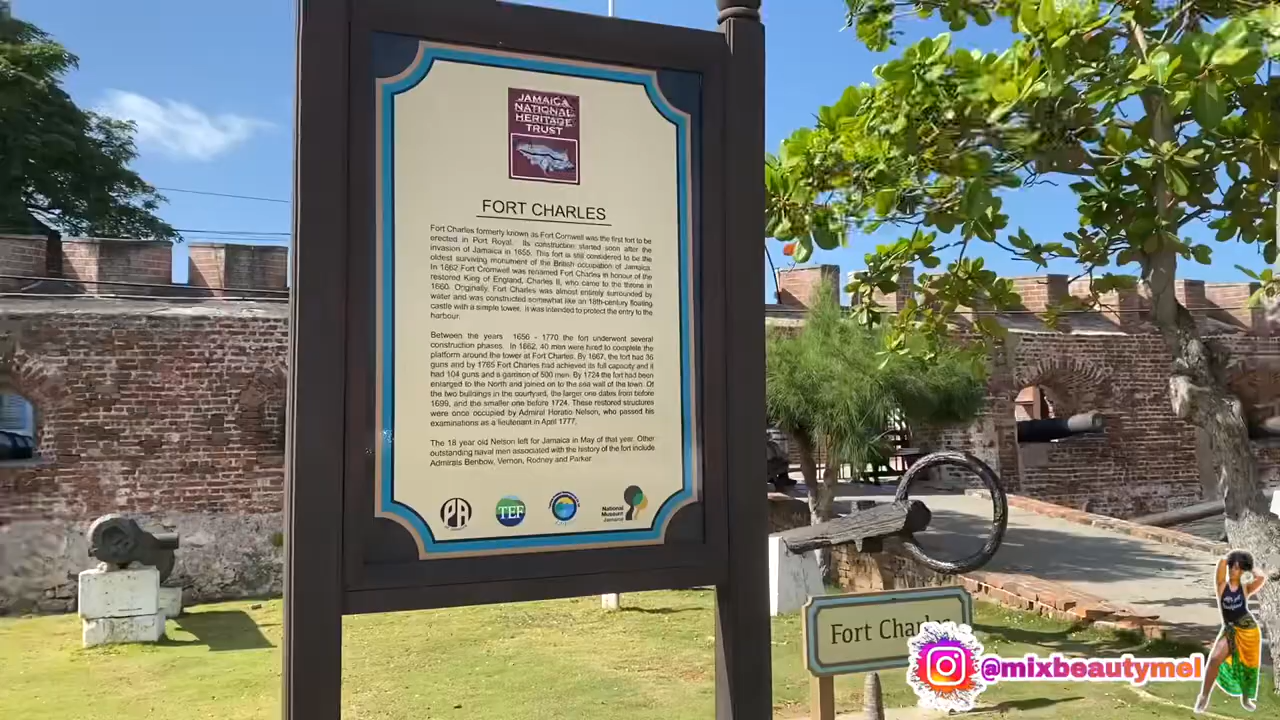 JAMAICA
NATIONAL
HERITAGE
TRUST
FORT CHARLES
Fort Charles formerly known as Fort Cornwell was the first fort to be
erected in Port Royal. Its construction started soon after the
invasion of Jamaica in 1655. This fort is still considered to be the
oldest surviving monument of the British occupation of Jamaica.
In 1662 Fort Cromwell was renamed Fort Charles in honour of the
restored King of England, Charles II, who came to the throne in
1660. Originally, Fort Charles was almost entirely surrounded by
water and was constructed somewhat like an 18th-century floating
castle with a simple tower. It was intended to protect the entry to the
harbour.
Between the years 1656 - 1770 the fort underwent several
construction phases. In 1662, 40 men were hired to complete the
platform around the tower at Fort Charles. By 1667, the fort had 36
guns and by 1765 Fort Charles had achieved its full capacity and it
had 104 guns and a garrison of 500 men. By 1724 the fort had been
enlarged to the North and joined on to the sea wall of the town. Of
the two buildings in the courtyard, the larger one dates from before
1699, and the smaller one before 1724. These restored structures
were once occupied by Admiral Horatio Nelson, who passed his
examinations as a lieutenant in April 1777.
The 18 year old Nelson left for Jamaica in May of that year. Other
outstanding naval men associated with the history of the fort include
Admirals Benbow, Vernon, Rodney and Parker
TEF
National
Museum
Jamaica
Fort Charles
@mixbeautymel